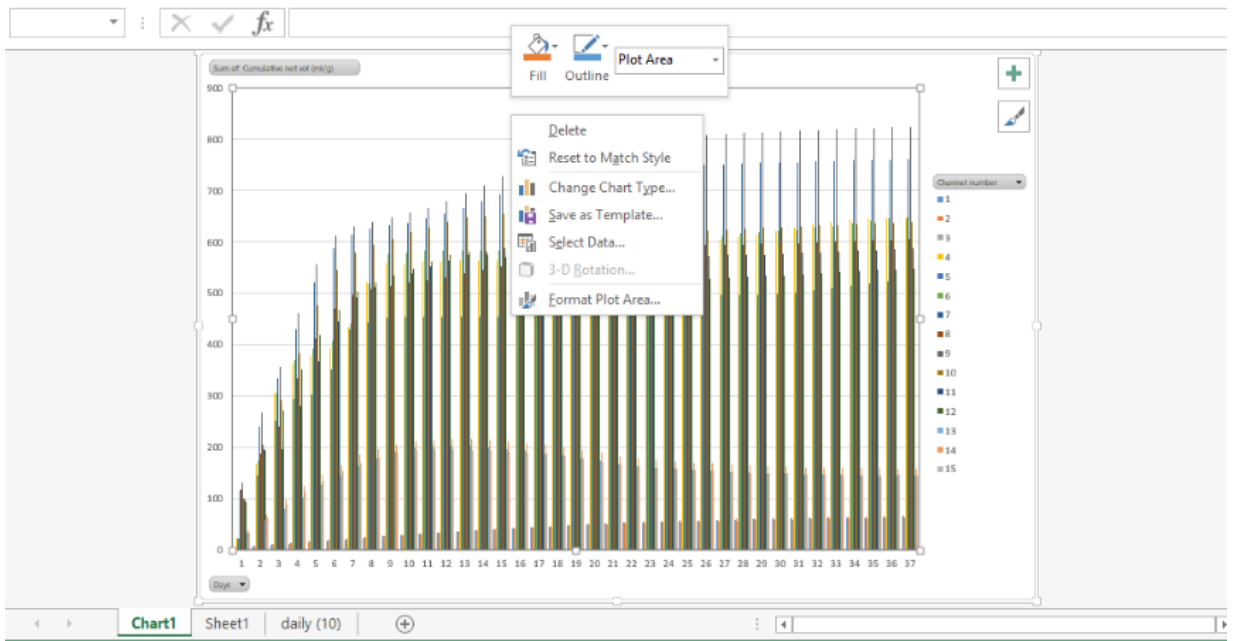 fx
Fill
Outline
Plot Area
Sum of Cumulative net vol (ml/g)
900
800
700
600
500
400
300
200
100
0
Delete
Reset to Match Style
Change Chart Type...
Save as Template...
Select Data...
3-D Rotation...
Format Plot Area...
Channel number
1
2
3
4
5
6
7
8
9
10
11
12
13
14
15
1 2 3 4 5 6 7 8 9 10 11 12 13 14 15 16 17 18 19 20 21 22 23 24 25 26 27 28 29 30 31 32 33 34 35 36 37
Days
Chart1 Sheet1 daily (10)